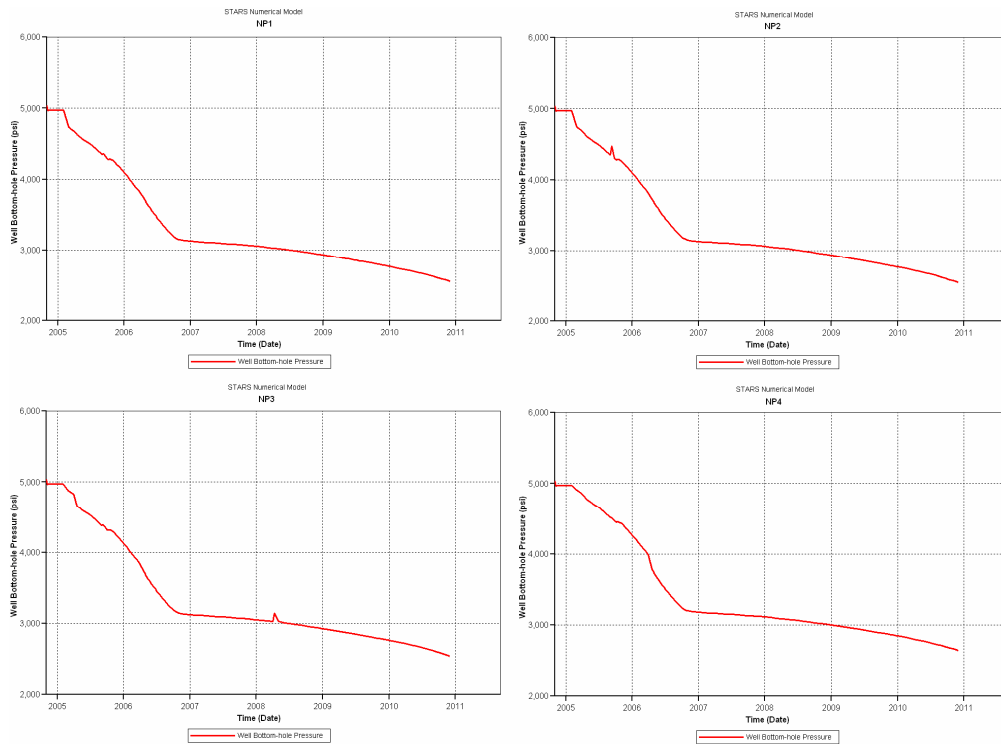 STARS Numerical Model
NP1
Well Bottom-hole Pressure (psi)
6,000
5,000
4,000
3,000
2,000
2005 2006 2007 2008 2009 2010 2011
Time (Date)
Well Bottom-hole Pressure
STARS Numerical Model
NP2
Well Bottom-hole Pressure (psi)
6,000
5,000
4,000
3,000
2,000
2005 2006 2007 2008 2009 2010 2011
Time (Date)
Well Bottom-hole Pressure
STARS Numerical Model
NP3
Well Bottom-hole Pressure (psi)
6,000
5,000
4,000
3,000
2,000
2005 2006 2007 2008 2009 2010 2011
Time (Date)
Well Bottom-hole Pressure
STARS Numerical Model
NP4
Well Bottom-hole Pressure (psi)
6,000
5,000
4,000
3,000
2,000
2005 2006 2007 2008 2009 2010 2011
Time (Date)
Well Bottom-hole Pressure